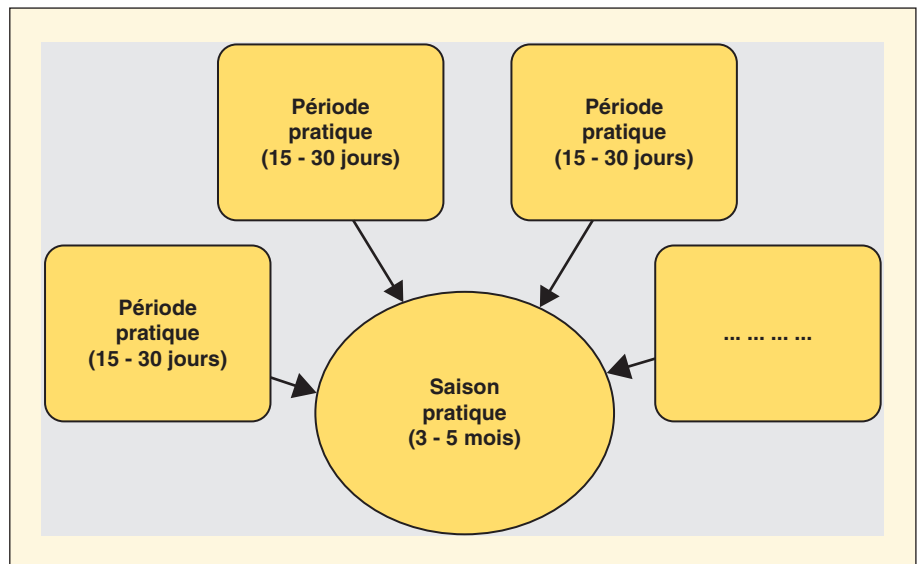 Période
pratique
(15 - 30 jours)
Période
pratique
(15 - 30 jours)
Période
pratique
(15 - 30 jours)
... ... ... ...
Saison
pratique
(3 - 5 mois)